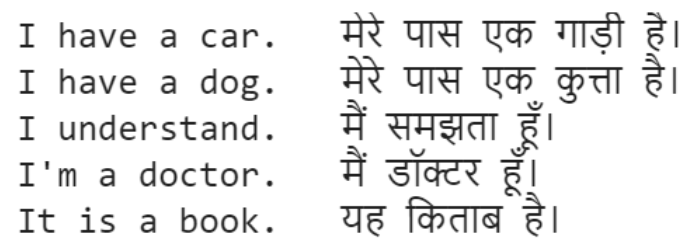 I have a car. मेरे पास एक गाड़ी है।
I have a dog. मेरे पास एक कुत्ता है।
I understand. मैं समझता हूँ।
I'm a doctor. मैं डॉक्टर हूँ।
It is a book. यह किताब है।